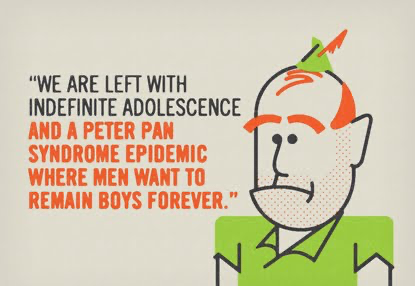 “WE ARE LEFT WITH
INDEFINITE ADOLESCENCE
AND A PETER PAN
SYNDROME EPIDEMIC
WHERE MEN WANT TO
REMAIN BOYS FOREVER.”